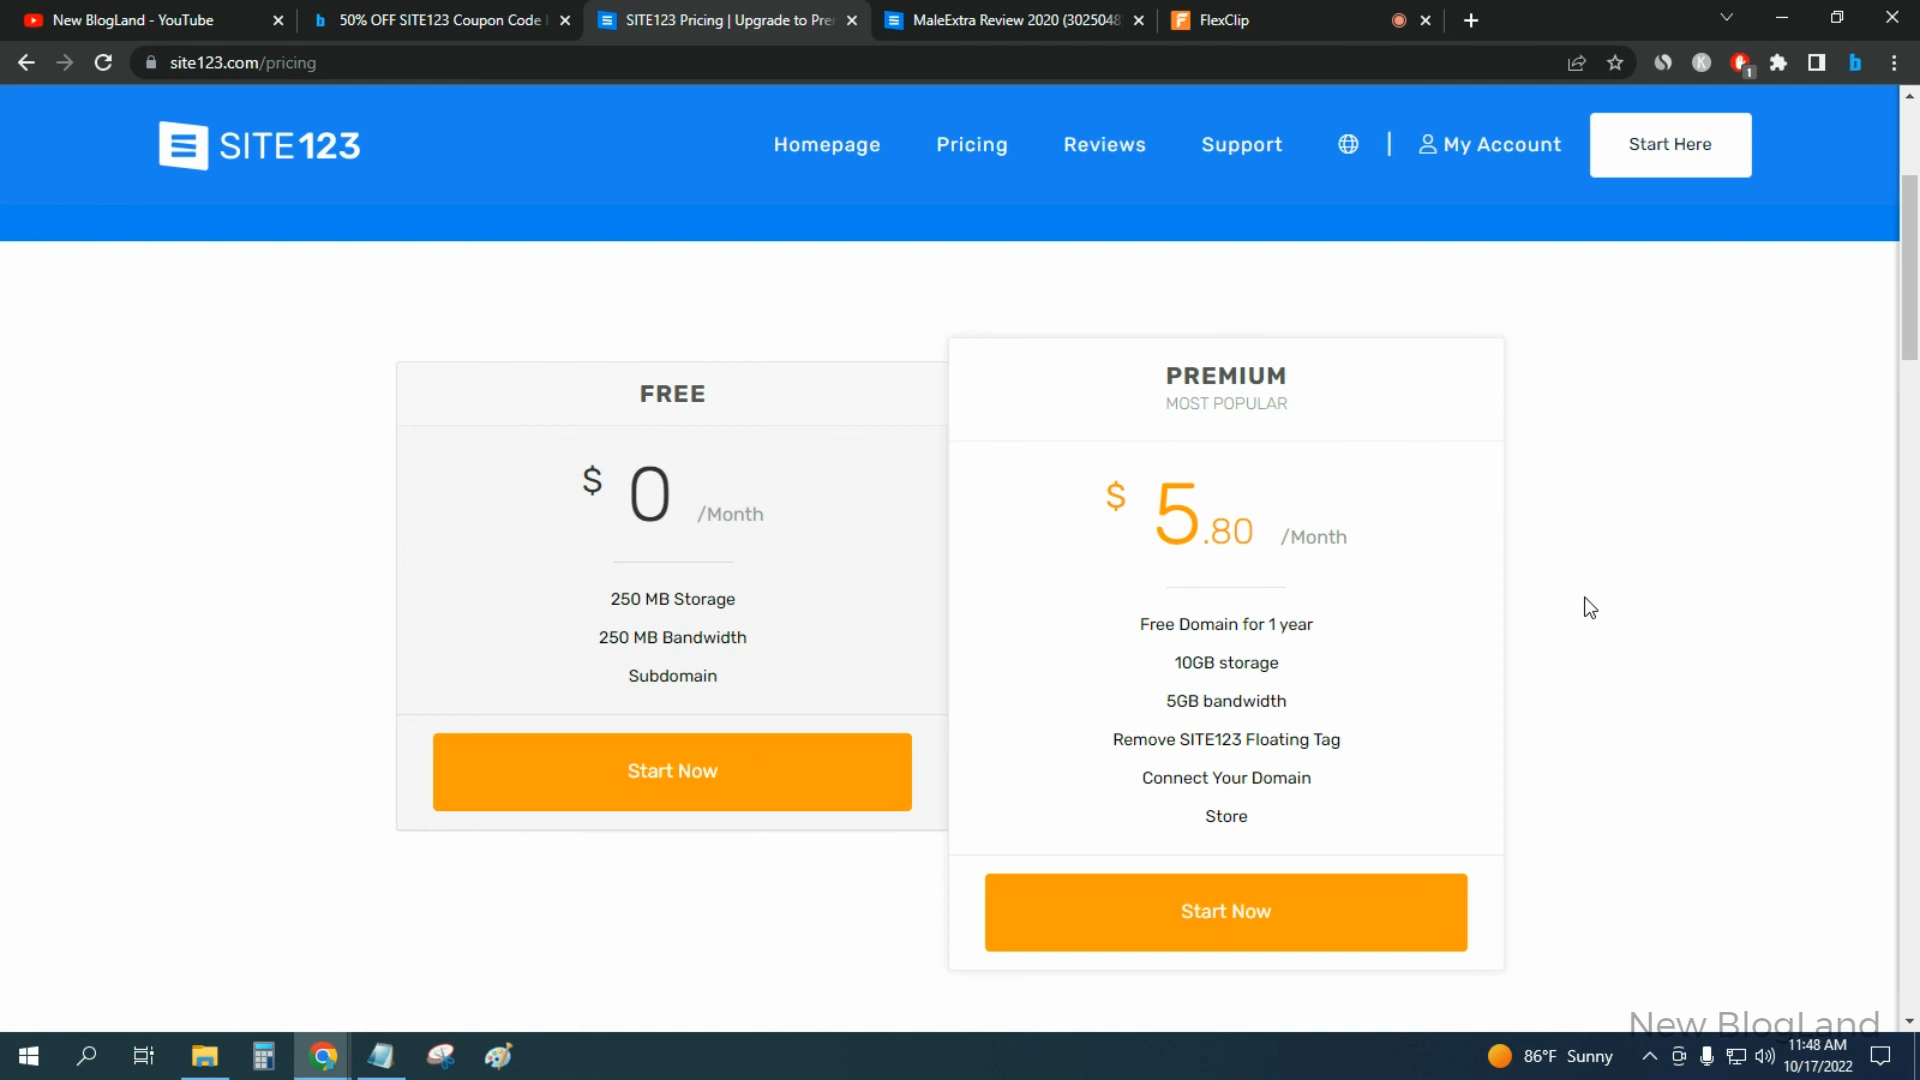 New BlogLand - YouTube
50% OFF SITE123 Coupon Code
SITE123 Pricing | Upgrade to Pre
MaleExtra Review 2020 (3025048
FlexClip
site123.com/pricing
K
1
b
SITE123
Homepage
Pricing
Reviews
Support
My Account
Start Here
FREE
$ 0 /Month
250 MB Storage
250 MB Bandwidth
Subdomain
Start Now
PREMIUM
MOST POPULAR
$ 5.80 /Month
Free Domain for 1 year
10GB storage
5GB bandwidth
Remove SITE123 Floating Tag
Connect Your Domain
Store
Start Now
New BlogLand
86°F Sunny
11:48 AM
10/17/2022